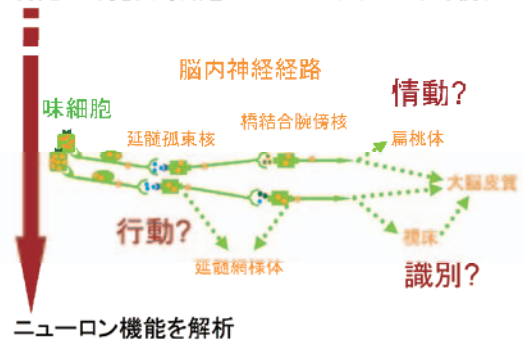 脳内神経経路
情動?
味細胞
橋結合腕傍核
延髄孤束核
扁桃体
大脳皮質
行動?
視床
延髄網様体
識別?
ニューロン機能を解析